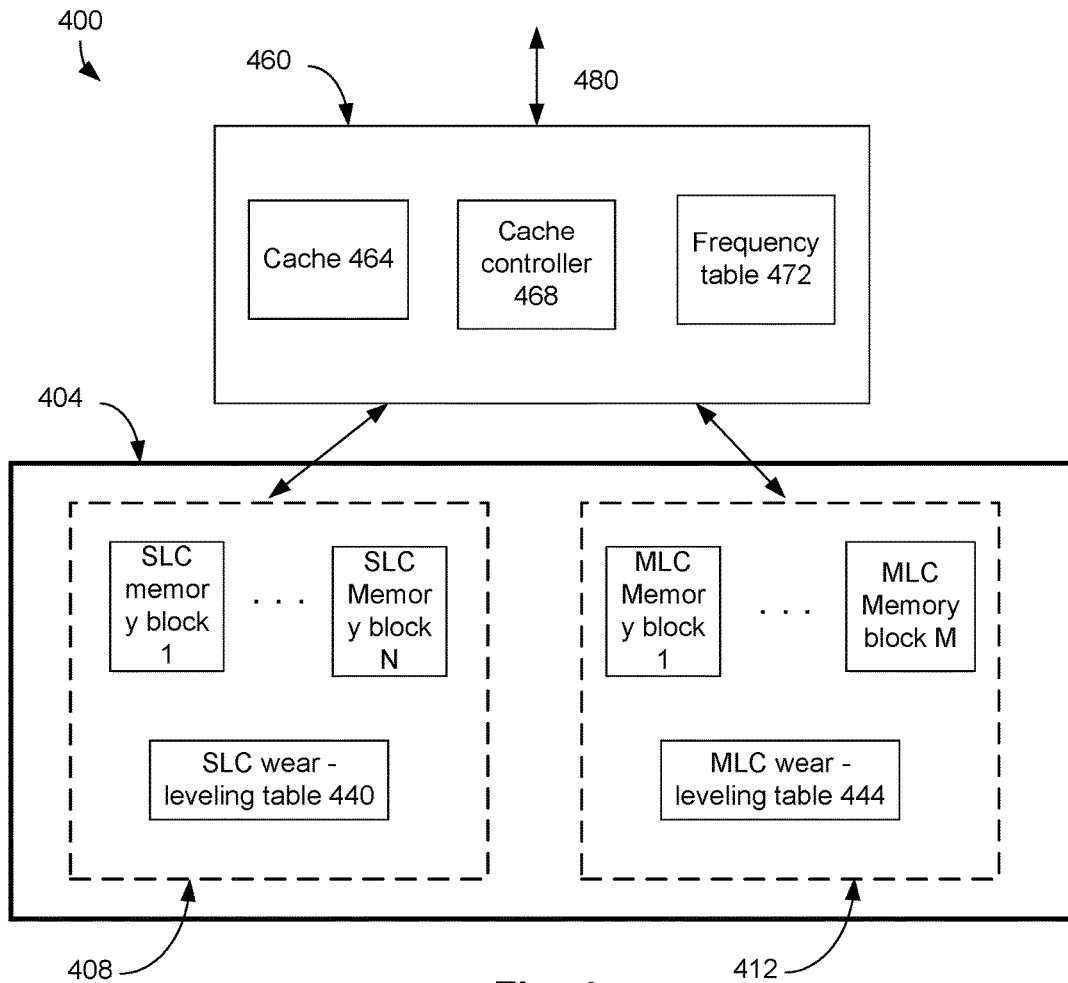 400
460
480
Cache 464
Cache
controller
468
Frequency
table 472
404
SLC
memor
y block
1
. . .
SLC
Memor
y block
N
MLC
Memor
y block
1
. . .
MLC
Memory
block M
SLC wear -
leveling table 440
MLC wear -
leveling table 444
408
412